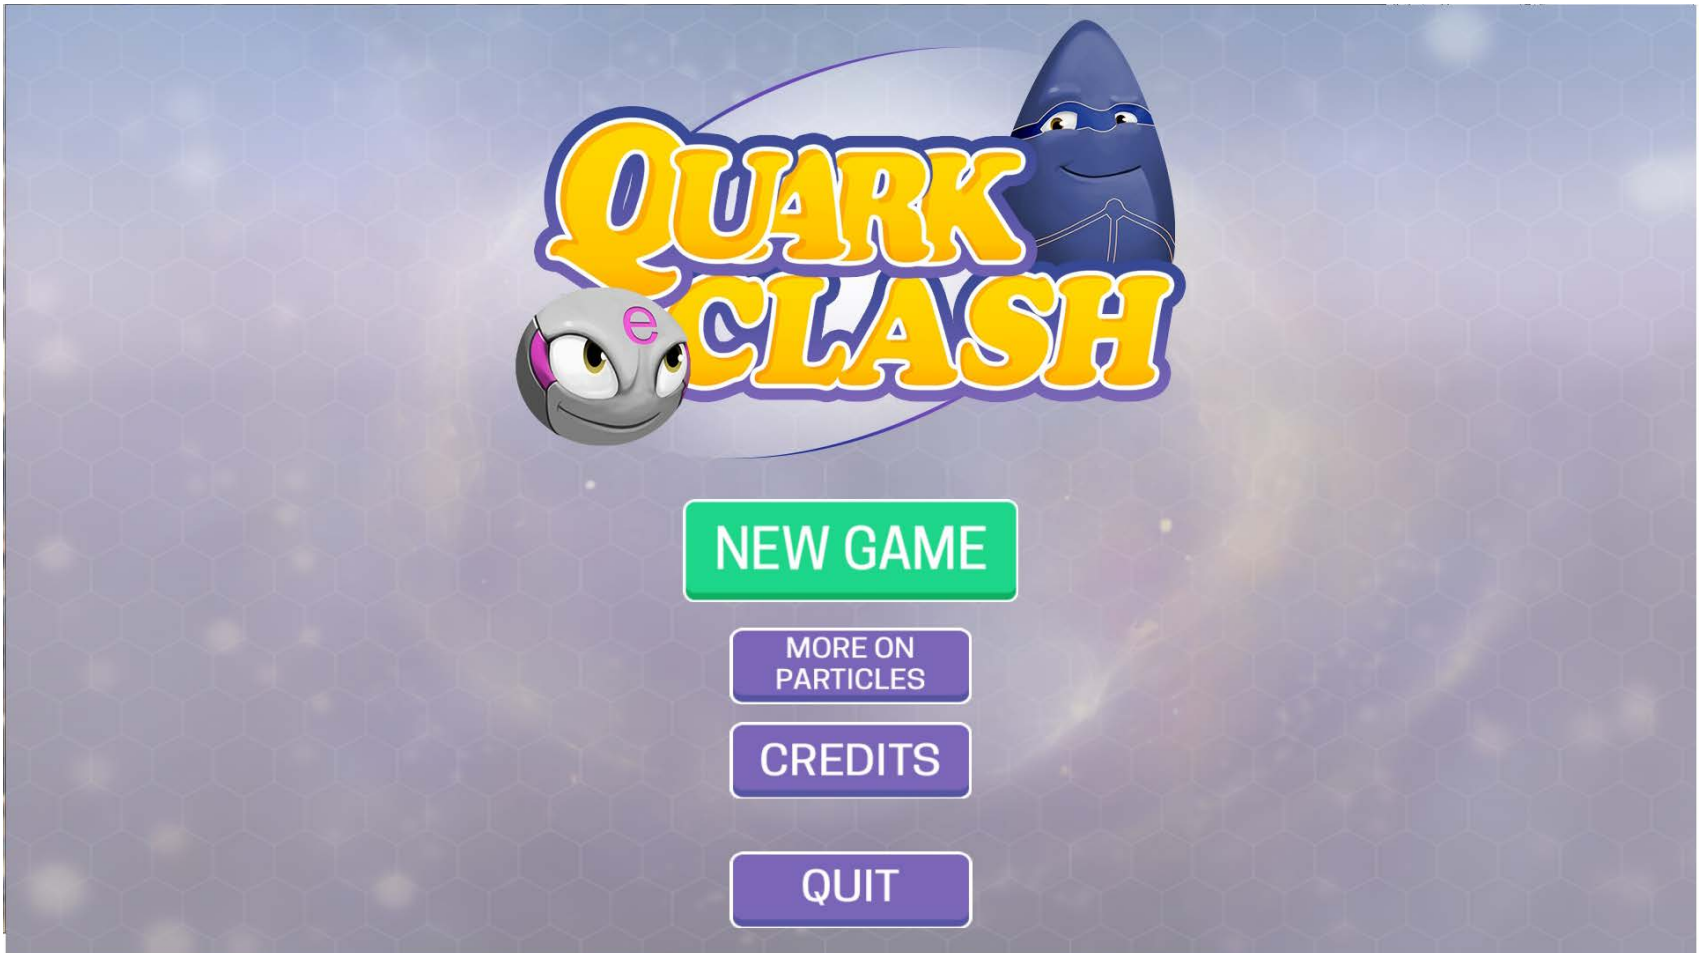 QUARK
CLASH
e
NEW GAME
MORE ON
PARTICLES
CREDITS
QUIT